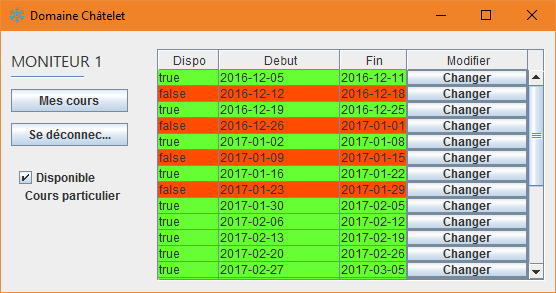 Domaine Châtelet
MONITEUR 1
Mes cours
Se déconnec...
Disponible
Cours particulier
Dispo Debut Fin Modifier
true 2016-12-05 2016-12-11 Changer
false 2016-12-12 2016-12-18 Changer
true 2016-12-19 2016-12-25 Changer
false 2016-12-26 2017-01-01 Changer
true 2017-01-02 2017-01-08 Changer
false 2017-01-09 2017-01-15 Changer
true 2017-01-16 2017-01-22 Changer
false 2017-01-23 2017-01-29 Changer
true 2017-01-30 2017-02-05 Changer
true 2017-02-06 2017-02-12 Changer
true 2017-02-13 2017-02-19 Changer
true 2017-02-20 2017-02-26 Changer
true 2017-02-27 2017-03-05 Changer